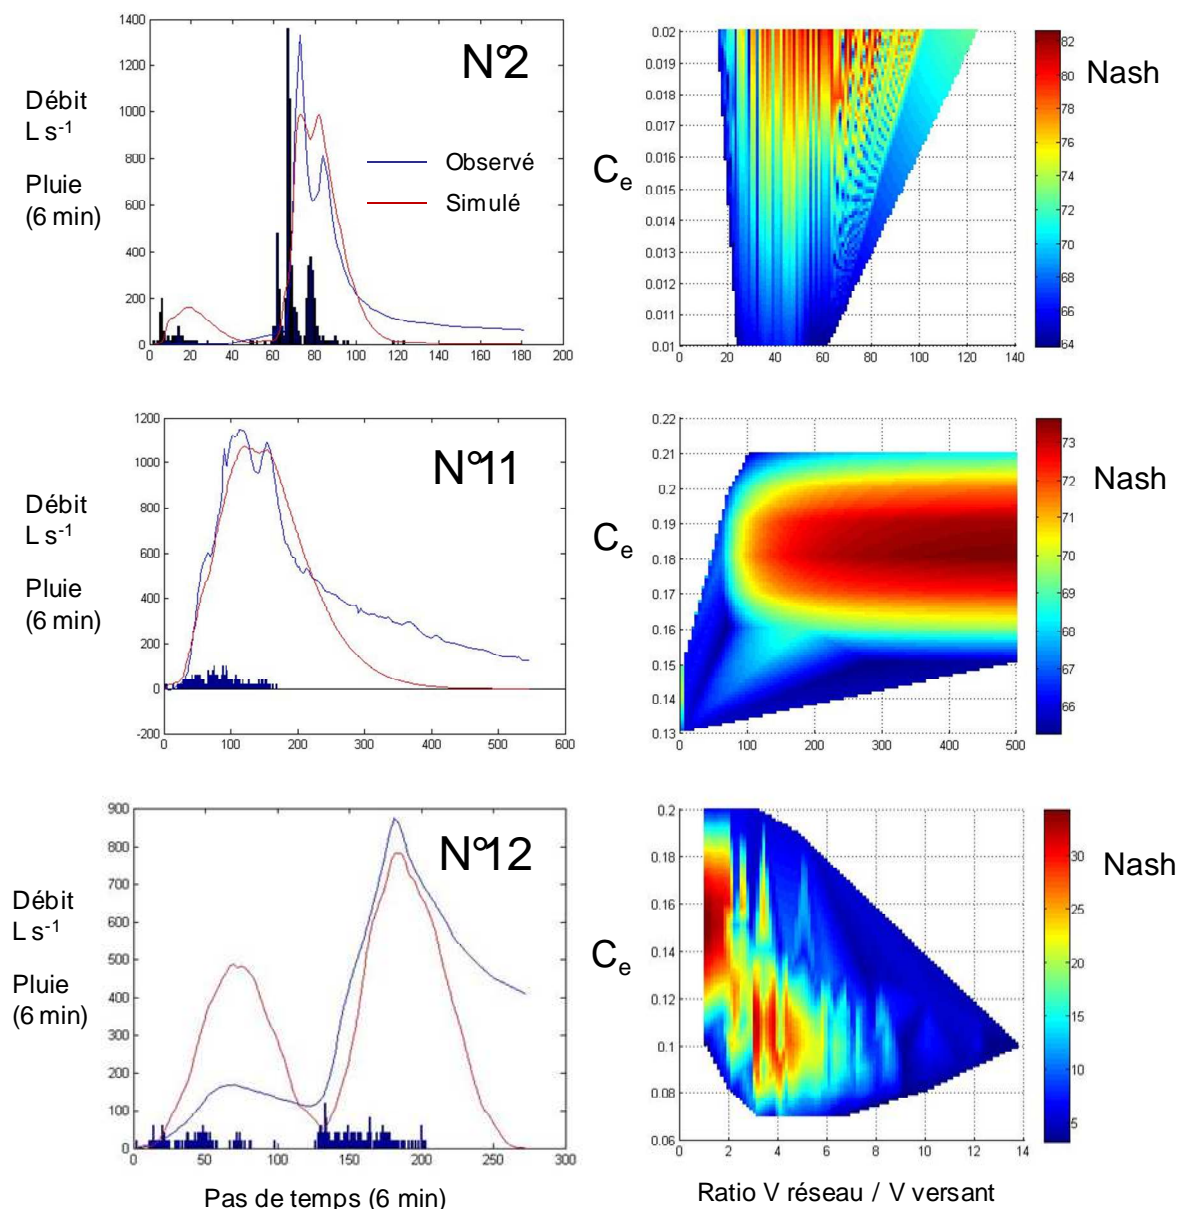 N°2
Débit
L s-1
Pluie
(6 min)
Observé
Simulé
1400
1200
1000
800
600
400
200
0
0 20 40 60 80 100 120 140 160 180 200
Ce
0.02
0.019
0.018
0.017
0.016
0.015
0.014
0.013
0.012
0.011
0.01
0 20 40 60 80 100 120 140
Nash
82
80
78
76
74
72
70
68
66
64
N°11
Débit
L s-1
Pluie
(6 min)
1200
1000
800
600
400
200
0
-200
0 100 200 300 400 500 600
Ce
0.22
0.21
0.2
0.19
0.18
0.17
0.16
0.15
0.14
0.13
0 100 200 300 400 500
Nash
73
72
71
70
69
68
67
66
N°12
Débit
L s-1
Pluie
(6 min)
900
800
700
600
500
400
300
200
100
0
0 50 100 150 200 250 300
Pas de temps (6 min)
Ce
0.2
0.18
0.16
0.14
0.12
0.1
0.08
0.06
0 2 4 6 8 10 12 14
Ratio V réseau / V versant
Nash
30
25
20
15
10
5